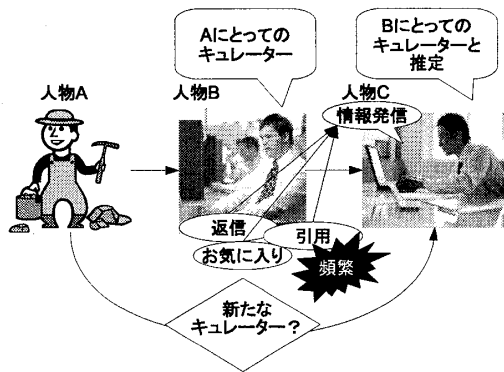 Aにとっての
キュレーター
Bにとっての
キュレーターと
推定
人物A
人物B
人物C
情報発信
返信
お気に入り
引用
頻繁
新たな
キュレーター？